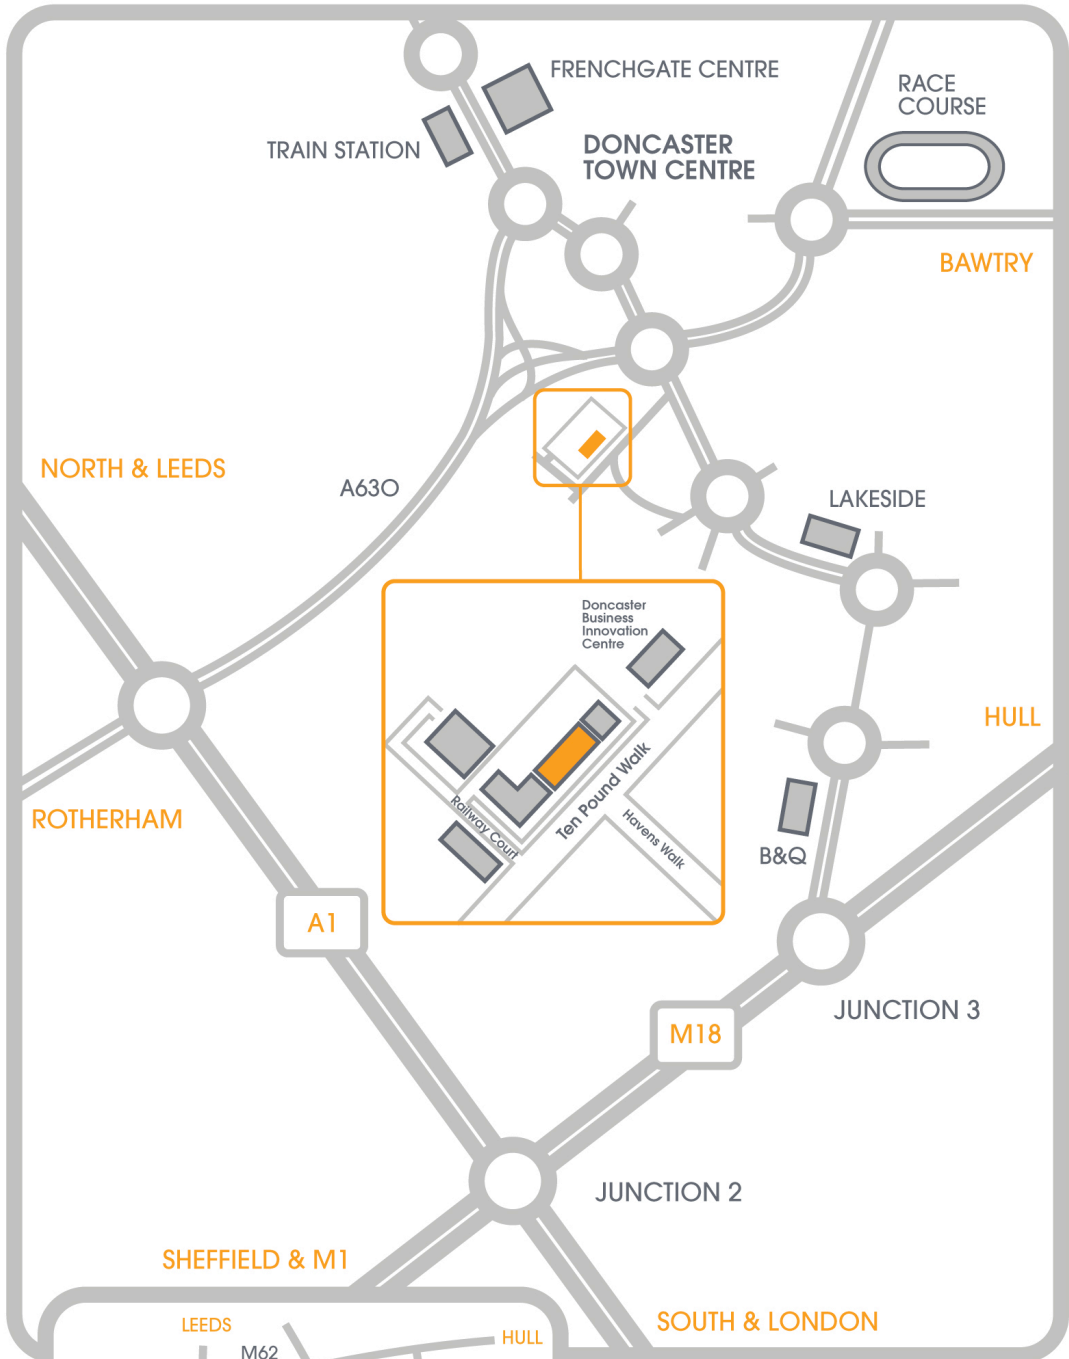 FRENCHGATE CENTRE
RACE
COURSE
TRAIN STATION
DONCASTER
TOWN CENTRE
BAWTRY
NORTH & LEEDS
A630
LAKESIDE
Doncaster
Business
Innovation
Centre
HULL
Ten Pound Walk
Railway Court
Havens Walk
ROTHERHAM
B&Q
A1
JUNCTION 3
M18
JUNCTION 2
SHEFFIELD & M1
SOUTH & LONDON
LEEDS
HULL
M62